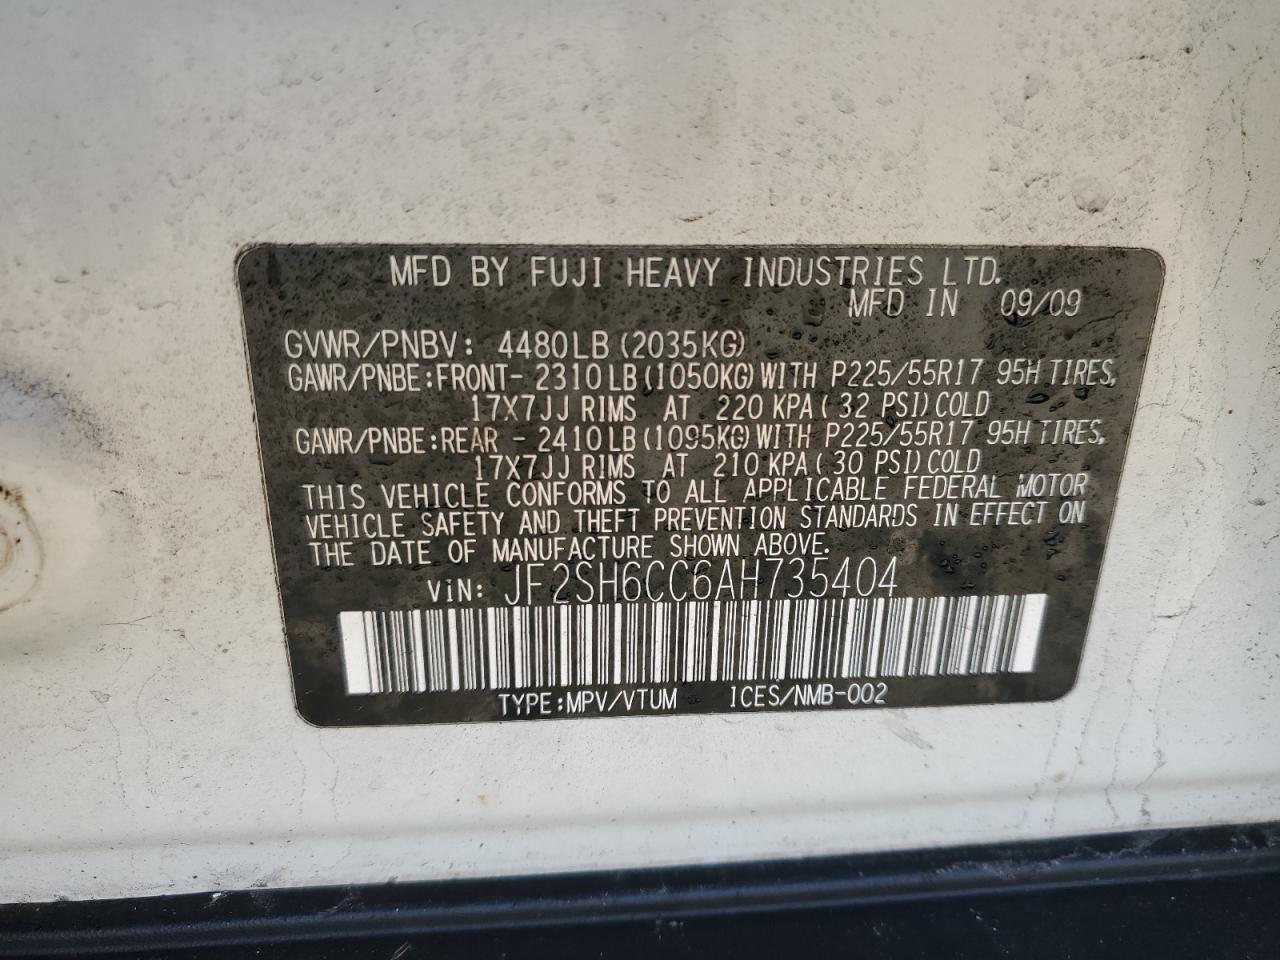 MFD BY FUJI HEAVY INDUSTRIES LTD.
MFD IN 09/09
GVWR/PNBV: 4480LB (2035KG)
GAWR/PNBE:FRONT- 2310LB(1050KG)WITH P225/55R17 95H TIRES,
17X7JJ RIMS AT 220 KPA( 32 PSI)COLD
GAWR/PNBE:REAR - 2410LB(1095KG)WITH P225/55R17 95H TIRES.
17X7JJ RIMS AT 210 KPA( 30 PSI)COLD
THIS VEHICLE CONFORMS TO ALL APPLICABLE FEDERAL MOTOR
VEHICLE SAFETY AND THEFT PREVENTION STANDARDS IN EFFECT ON
THE DATE OF MANUFACTURE SHOWN ABOVE.
ViN: JF2SH6CC6AH735404
TYPE:MPV/VTUM ICES/NMB-002